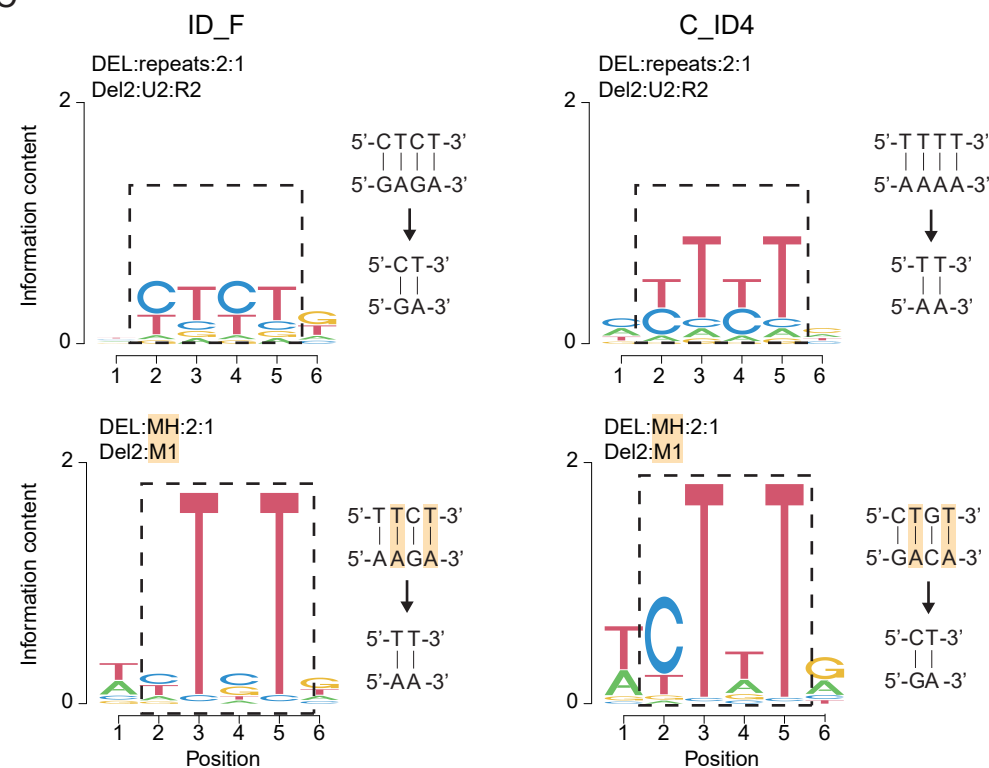 ID_F
C_ID4
DEL:repeats:2:1
Del2:U2:R2
DEL:repeats:2:1
Del2:U2:R2
Information content
2
0
1 2 3 4 5 6
5'-CTCT-3'
5'-GAGA-3'
5'-CT-3'
5'-GA-3'
2
0
1 2 3 4 5 6
5'-TTTT-3'
5'-AAAA-3'
5'-TT-3'
5'-AA-3'
DEL:MH:2:1
Del2:M1
DEL:MH:2:1
Del2:M1
Information content
2
0
1 2 3 4 5 6
Position
5'-TTCT-3'
5'-AAGA-3'
5'-TT-3'
5'-AA-3'
2
0
1 2 3 4 5 6
Position
5'-CTGT-3'
5'-GACA-3'
5'-CT-3'
5'-GA-3'